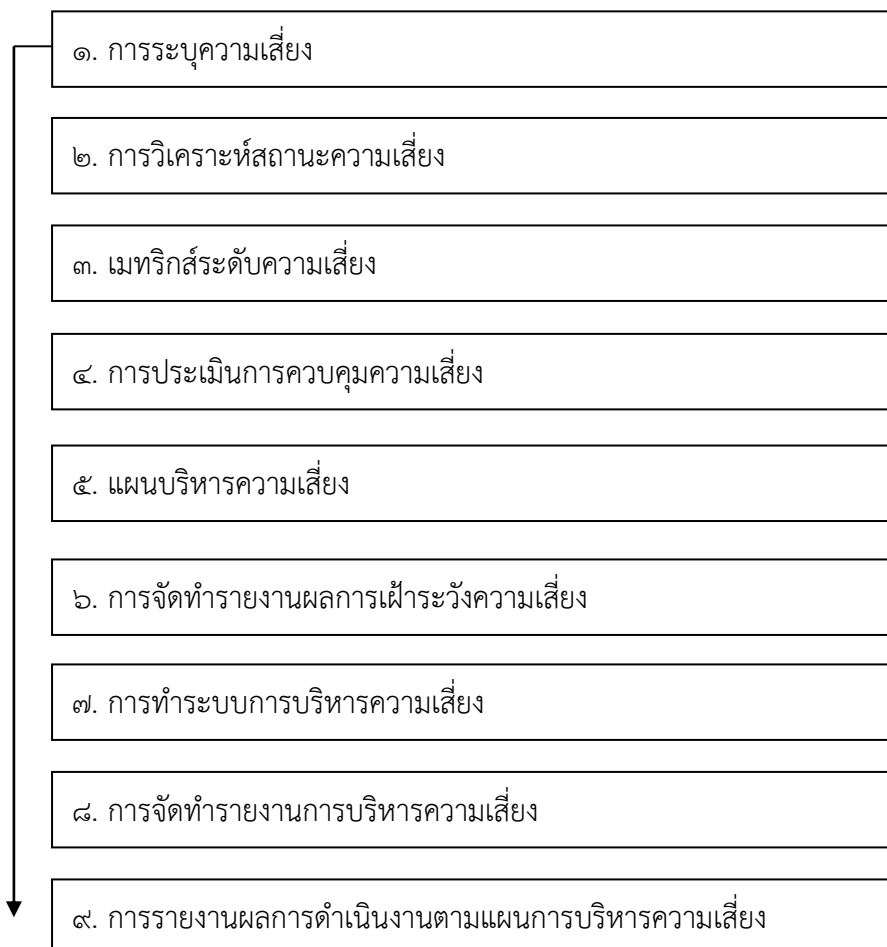 ๑. การระบุความเสี่ยง
๒. การวิเคราะห์สถานะความเสี่ยง
๓. เมทริกส์ระดับความเสี่ยง
๔. การประเมินการควบคุมความเสี่ยง
๕. แผนบริหารความเสี่ยง
๖. การจัดทำรายงานผลการเฝ้าระวังความเสี่ยง
๗. การทำระบบการบริหารความเสี่ยง
๘. การจัดทำรายงานการบริหารความเสี่ยง
๙. การรายงานผลการดำเนินงานตามแผนการบริหารความเสี่ยง